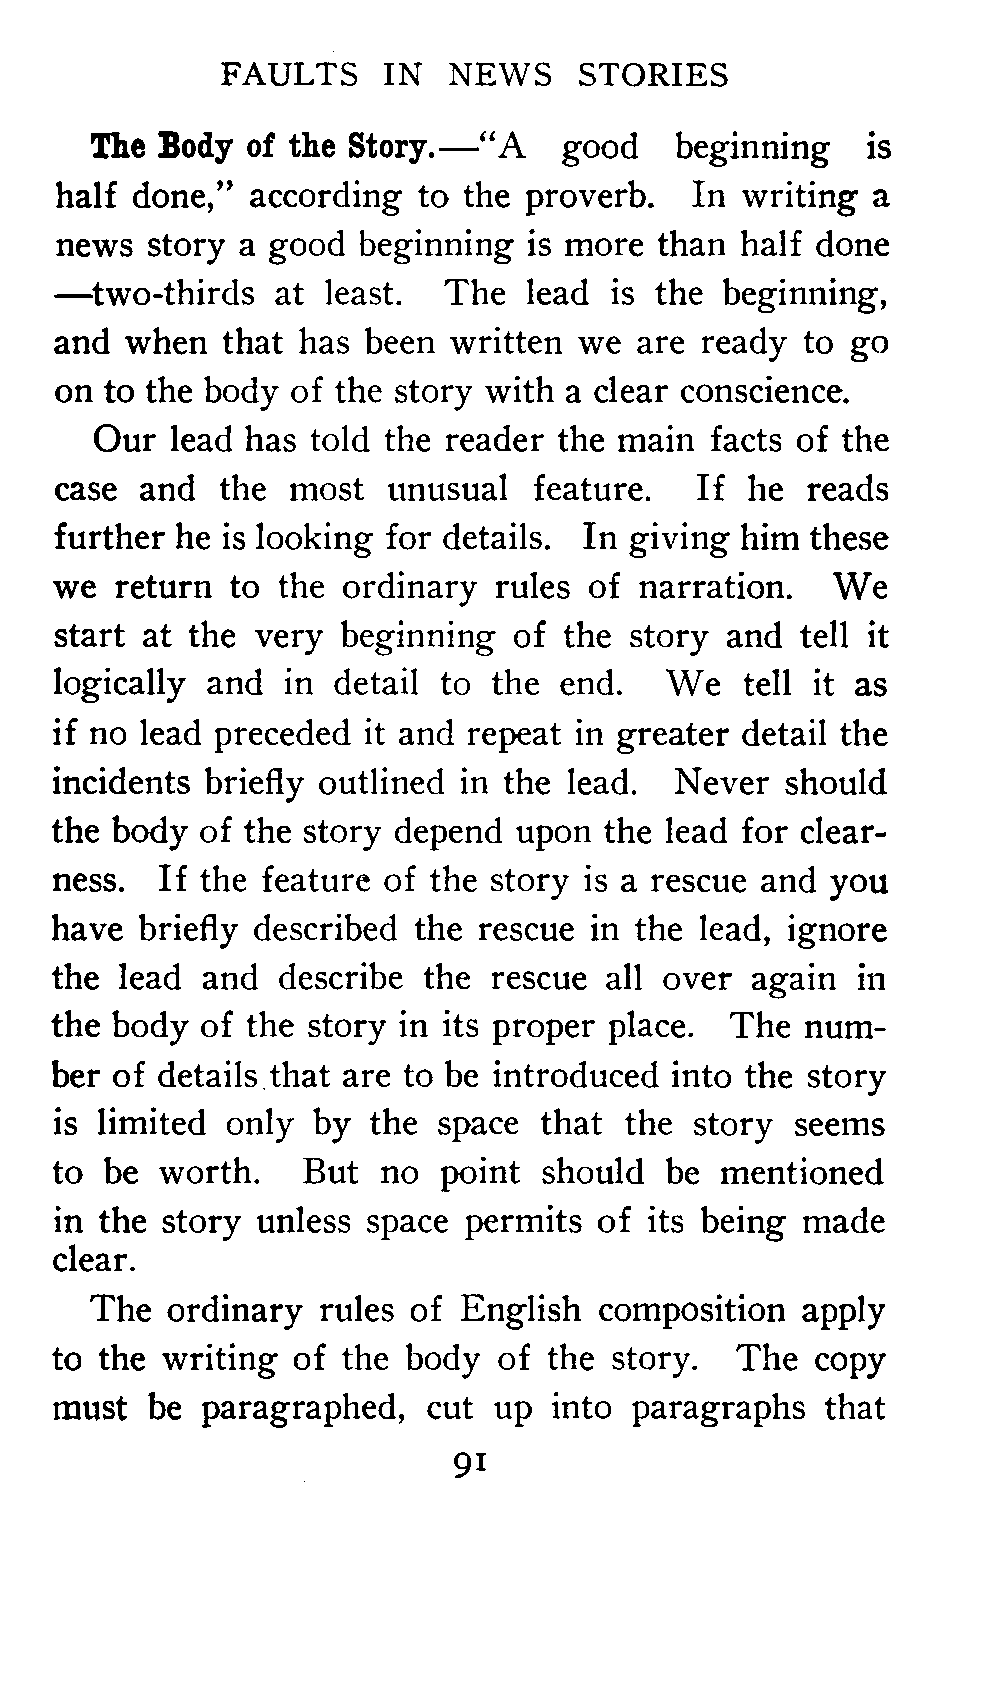 FAULTS IN NEWS STORIES
The Body of the Story.—“A good beginning is
half done,” according to the proverb. In writing a
news story a good beginning is more than half done
—two-thirds at least. The lead is the beginning,
and when that has been written we are ready to go
on to the body of the story with a clear conscience.
Our lead has told the reader the main facts of the
case and the most unusual feature. If he reads
further he is looking for details. In giving him these
we return to the ordinary rules of narration. We
start at the very beginning of the story and tell it
logically and in detail to the end. We tell it as
if no lead preceded it and repeat in greater detail the
incidents briefly outlined in the lead. Never should
the body of the story depend upon the lead for clear-
ness. If the feature of the story is a rescue and you
have briefly described the rescue in the lead, ignore
the lead and describe the rescue all over again in
the body of the story in its proper place. The num-
ber of details that are to be introduced into the story
is limited only by the space that the story seems
to be worth. But no point should be mentioned
in the story unless space permits of its being made
clear.
The ordinary rules of English composition apply
to the writing of the body of the story. The copy
must be paragraphed, cut up into paragraphs that
91